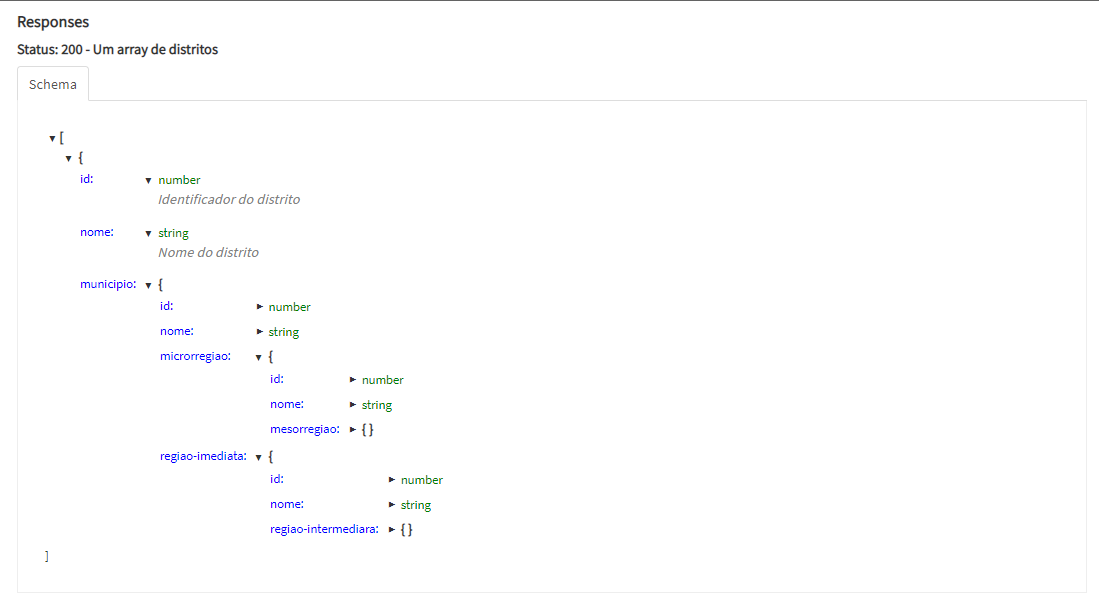 Responses
Status: 200 - Um array de distritos
Schema
▼ [
▼ {
id: ▼ number
Identificador do distrito
nome: ▼ string
Nome do distrito
municipio: ▼ {
id: ► number
nome: ► string
microrregiao: ▼ {
id: ► number
nome: ► string
mesorregiao: ► {}
regiao-imediata: ▼ {
id: ► number
nome: ► string
regiao-intermediara: ► {}
]